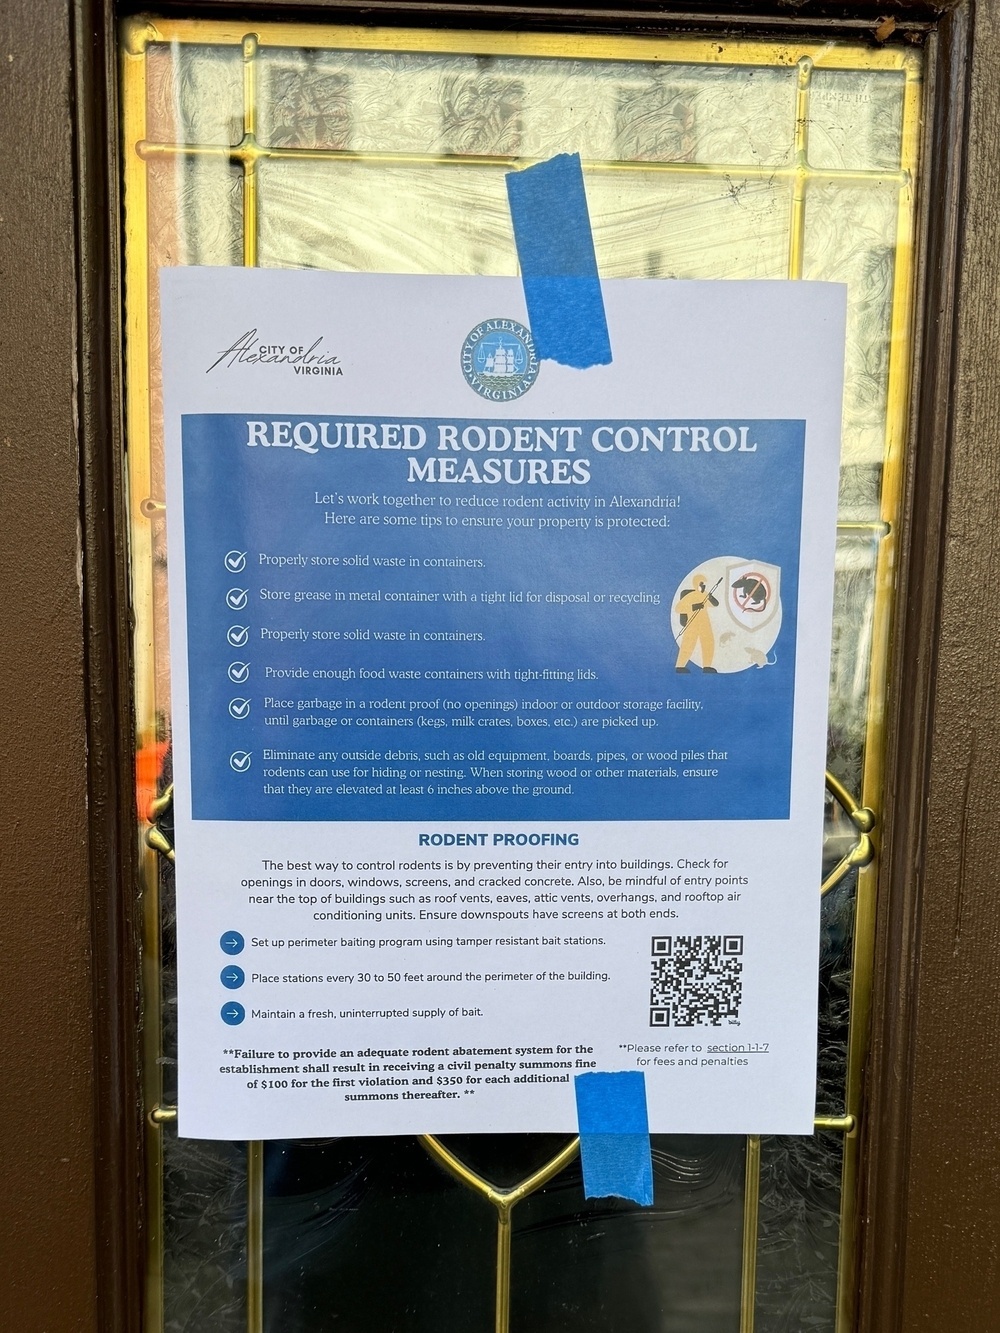 CITY OF
Alexandria
VIRGINIA
CITY OF ALEXANDRIA
VIRGINIA
REQUIRED RODENT CONTROL
MEASURES
Let's work together to reduce rodent activity in Alexandria!
Here are some tips to ensure your property is protected:
Properly store solid waste in containers.
Store grease in metal container with a tight lid for disposal or recycling
Properly store solid waste in containers.
Provide enough food waste containers with tight-fitting lids.
Place garbage in a rodent proof (no openings) indoor or outdoor storage facility,
until garbage or containers (kegs, milk crates, boxes, etc.) are picked up.
Eliminate any outside debris, such as old equipment, boards, pipes, or wood piles that
rodents can use for hiding or nesting. When storing wood or other materials, ensure
that they are elevated at least 6 inches above the ground.
RODENT PROOFING
The best way to control rodents is by preventing their entry into buildings. Check for
openings in doors, windows, screens, and cracked concrete. Also, be mindful of entry points
near the top of buildings such as roof vents, eaves, attic vents, overhangs, and rooftop air
conditioning units. Ensure downspouts have screens at both ends.
Set up perimeter baiting program using tamper resistant bait stations.
Place stations every 30 to 50 feet around the perimeter of the building.
Maintain a fresh, uninterrupted supply of bait.
**Failure to provide an adequate rodent abatement system for the
establishment shall result in receiving a civil penalty summons fine
of $100 for the first violation and $350 for each additional
summons thereafter. **
**Please refer to section 1-1-7
for fees and penalties